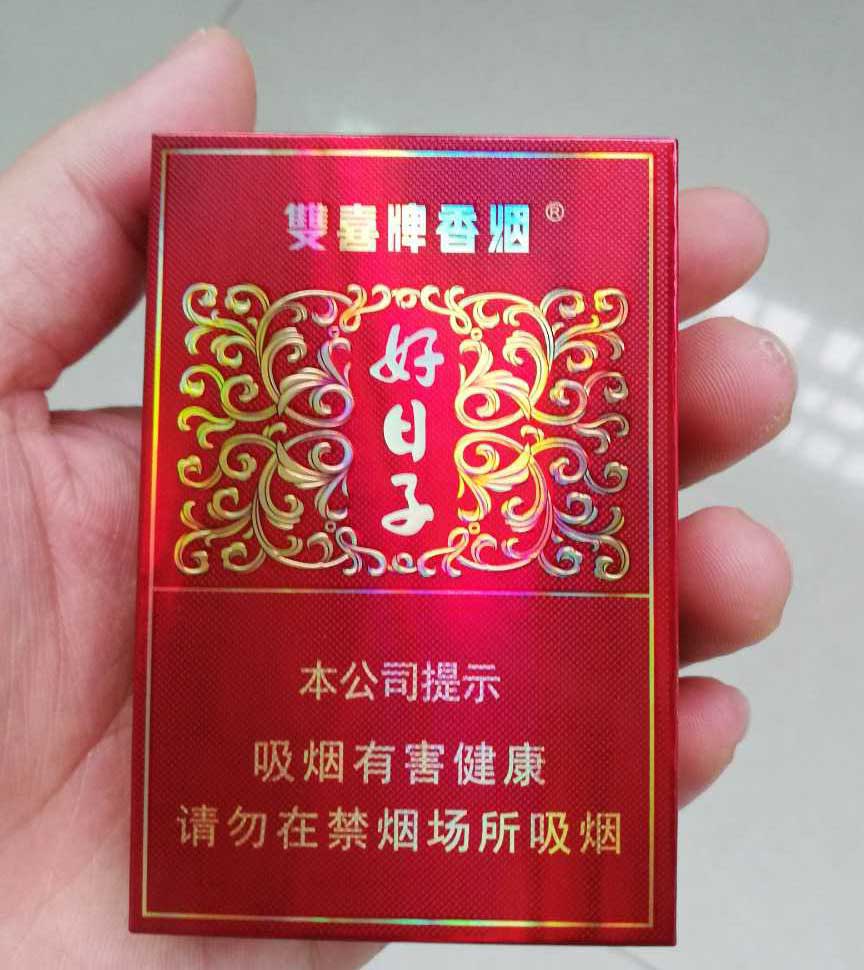 雙喜牌香烟®
好日子
本公司提示
吸烟有害健康
请勿在禁烟场所吸烟